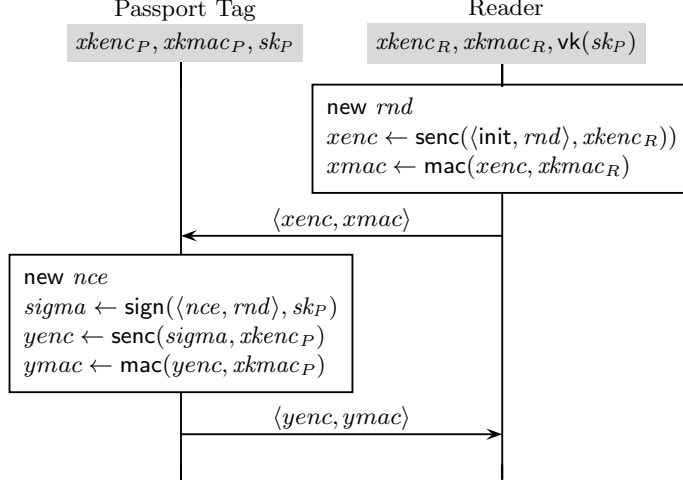 Passport Tag
Reader
xkenc_P, xkmac_P, sk_P
xkenc_R, xkmac_R, vk(sk_P)
new rnd
xenc ← senc(⟨init, rnd⟩, xkenc_R))
xmac ← mac(xenc, xkmac_R)
⟨xenc, xmac⟩
new nce
sigma ← sign(⟨nce, rnd⟩, sk_P)
yenc ← senc(sigma, xkenc_P)
ymac ← mac(yenc, xkmac_P)
⟨yenc, ymac⟩